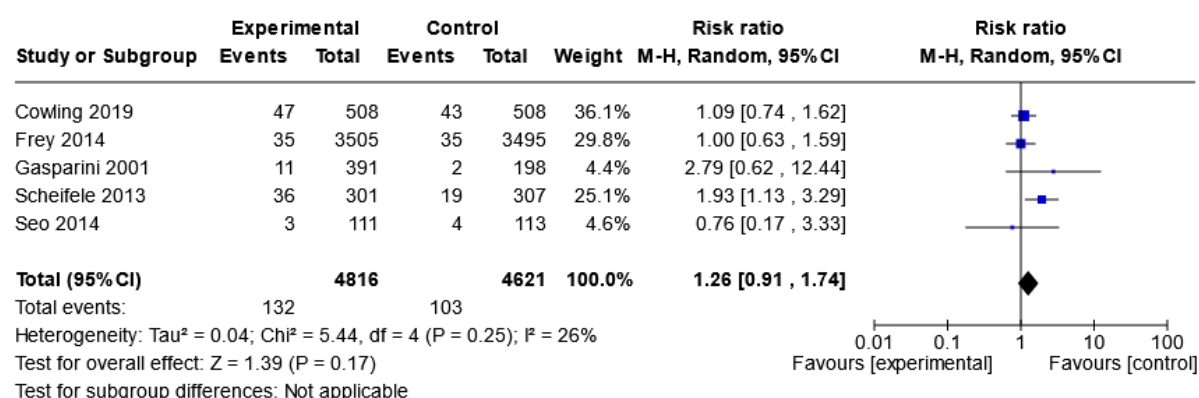 Experimental Control Risk ratio Risk ratio
Study or Subgroup Events Total Events Total Weight M-H, Random, 95% CI M-H, Random, 95% CI
Cowling 2019 47 508 43 508 36.1% 1.09 [0.74 , 1.62]
Frey 2014 35 3505 35 3495 29.8% 1.00 [0.63 , 1.59]
Gasparini 2001 11 391 2 198 4.4% 2.79 [0.62 , 12.44]
Scheifele 2013 36 301 19 307 25.1% 1.93 [1.13 , 3.29]
Seo 2014 3 111 4 113 4.6% 0.76 [0.17 , 3.33]
Total (95% CI) 4816 4621 100.0% 1.26 [0.91 , 1.74]
Total events: 132 103
Heterogeneity: Tau² = 0.04; Chi² = 5.44, df = 4 (P = 0.25); I² = 26%
0.01 0.1 1 10 100
Test for overall effect: Z = 1.39 (P = 0.17) Favours [experimental] Favours [control]
Test for subgroup differences: Not applicable